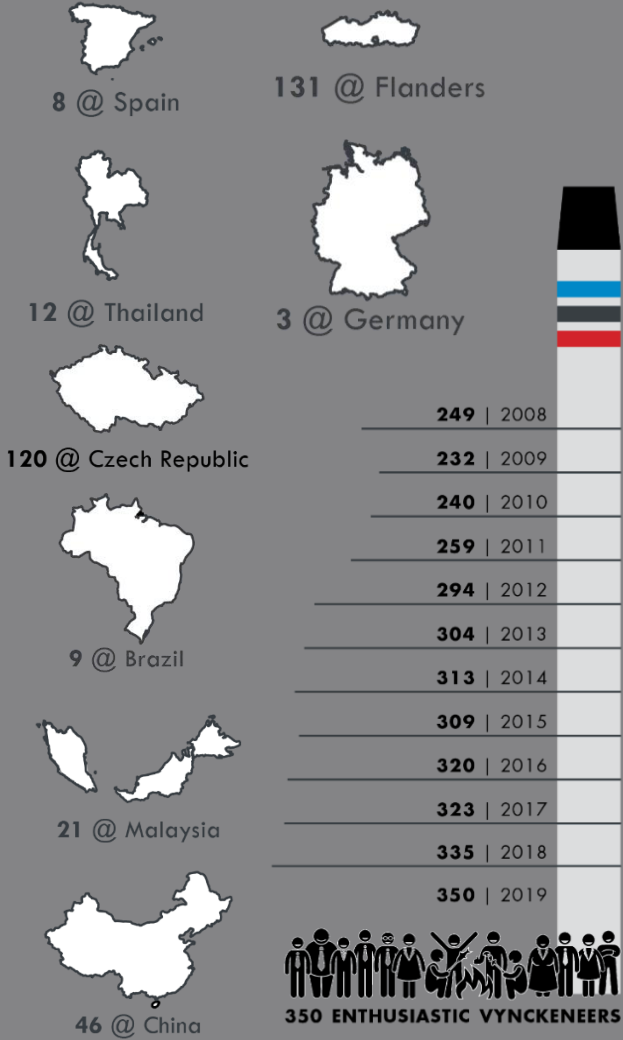 8 @ Spain
131 @ Flanders
12 @ Thailand
3 @ Germany
120 @ Czech Republic
9 @ Brazil
21 @ Malaysia
46 @ China
249 | 2008
232 | 2009
240 | 2010
259 | 2011
294 | 2012
304 | 2013
313 | 2014
309 | 2015
320 | 2016
323 | 2017
335 | 2018
350 | 2019
350 ENTHUSIASTIC VYNCKENEERS